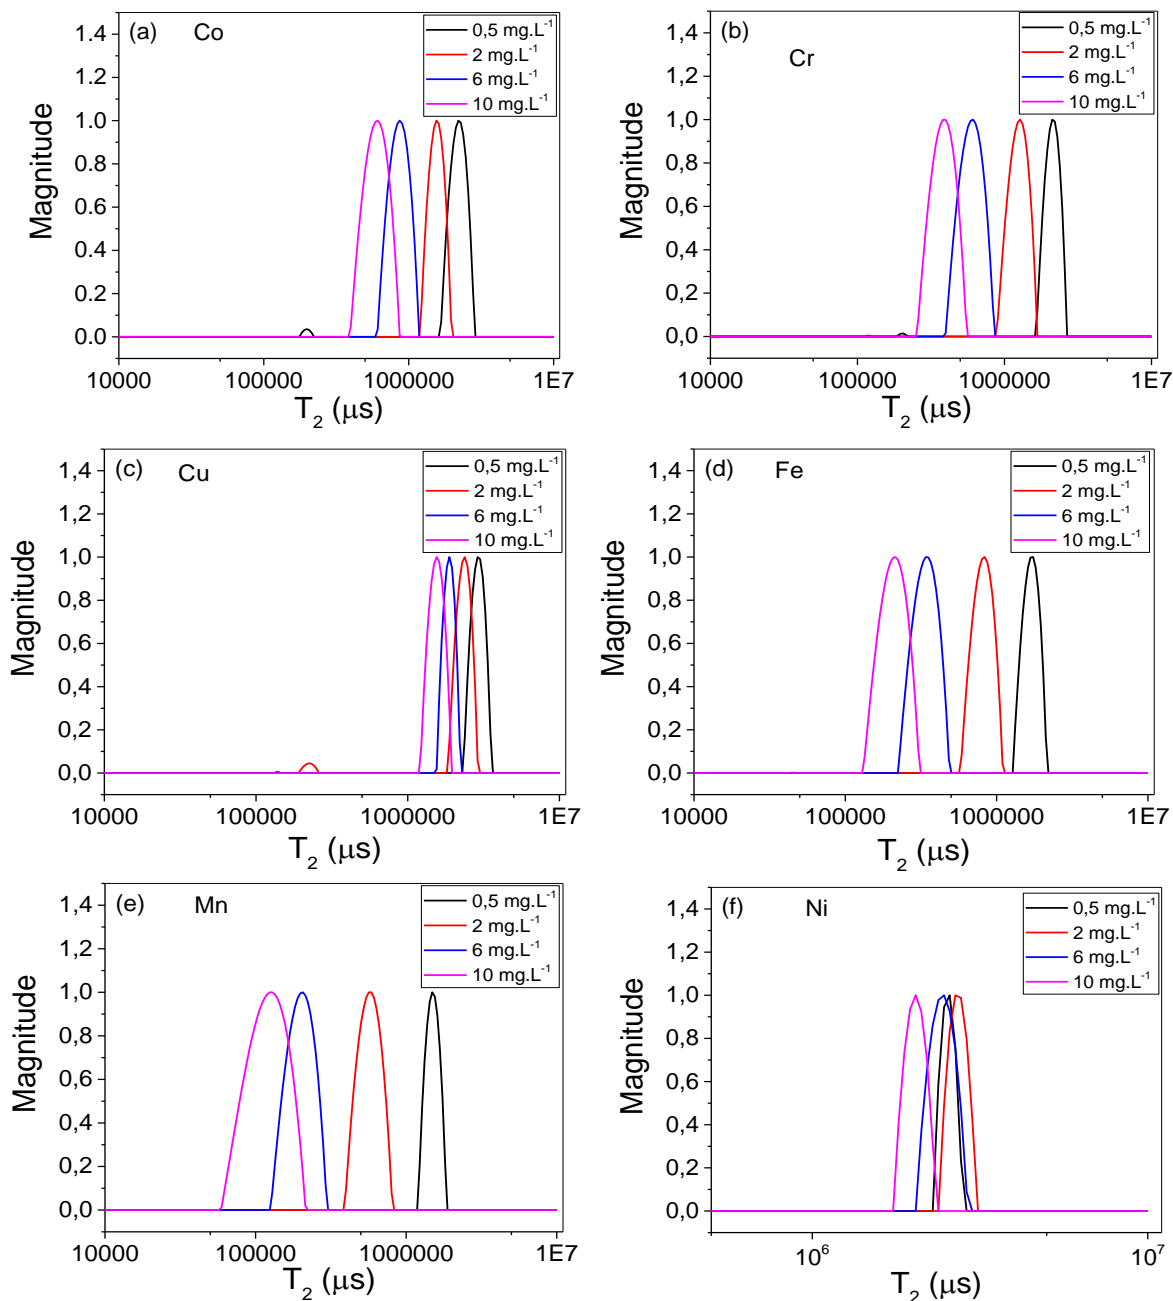 (a)
Co
0,5 mg.L⁻¹
2 mg.L⁻¹
6 mg.L⁻¹
10 mg.L⁻¹
Magnitude
1.4
1.2
1.0
0.8
0.6
0.4
0.2
0.0
10000 100000 1000000 1E7
T₂ (μs)
(b)
Cr
0,5 mg.L⁻¹
2 mg.L⁻¹
6 mg.L⁻¹
10 mg.L⁻¹
Magnitude
1,4
1,2
1,0
0,8
0,6
0,4
0,2
0,0
10000 100000 1000000 1E7
T₂ (μs)
(c)
Cu
0,5 mg.L⁻¹
2 mg.L⁻¹
6 mg.L⁻¹
10 mg.L⁻¹
Magnitude
1,4
1,2
1,0
0,8
0,6
0,4
0,2
0,0
10000 100000 1000000 1E7
T₂ (μs)
(d)
Fe
0,5 mg.L⁻¹
2 mg.L⁻¹
6 mg.L⁻¹
10 mg.L⁻¹
Magnitude
1,4
1,2
1,0
0,8
0,6
0,4
0,2
0,0
10000 100000 1000000 1E7
T₂ (μs)
(e)
Mn
0,5 mg.L⁻¹
2 mg.L⁻¹
6 mg.L⁻¹
10 mg.L⁻¹
Magnitude
1,4
1,2
1,0
0,8
0,6
0,4
0,2
0,0
10000 100000 1000000 1E7
T₂ (μs)
(f)
Ni
0,5 mg.L⁻¹
2 mg.L⁻¹
6 mg.L⁻¹
10 mg.L⁻¹
Magnitude
1,4
1,2
1,0
0,8
0,6
0,4
0,2
0,0
10⁶ 10⁷
T₂ (μs)